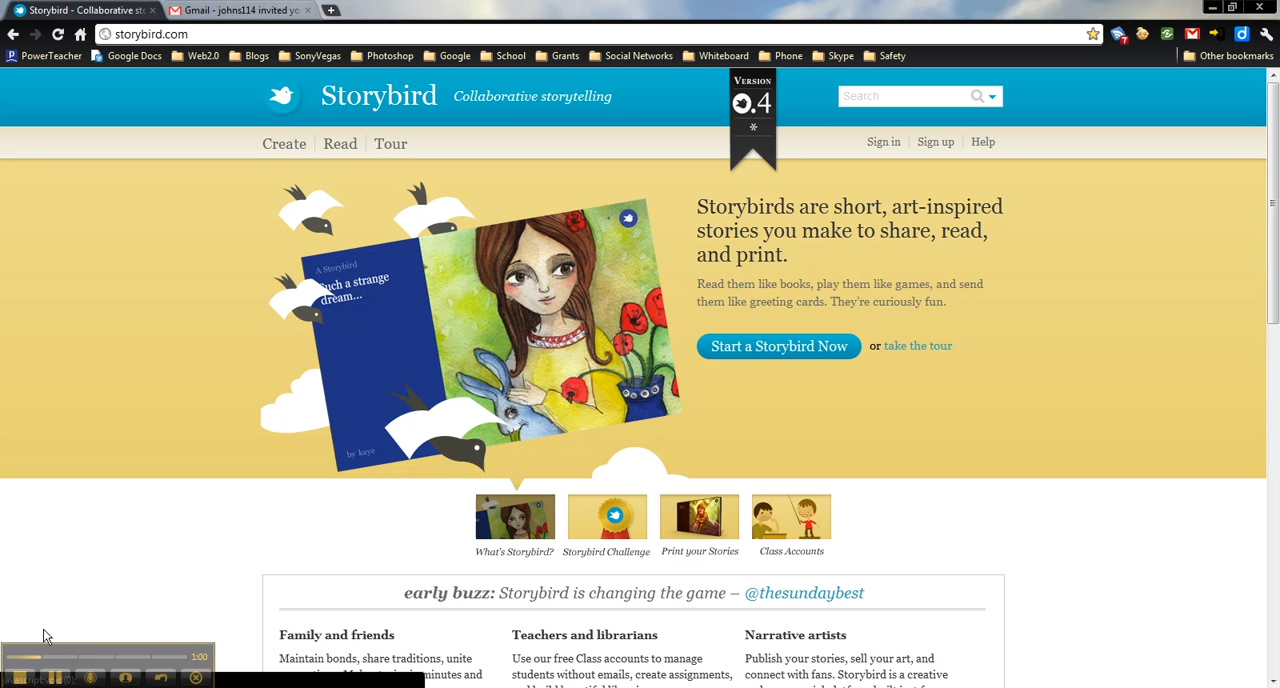 Storybird - Collaborative sto
Gmail - johns114 invited yo
storybird.com
7
PowerTeacher Google Docs Web2.0 Blogs SonyVegas Photoshop Google School Grants Social Networks Whiteboard Phone Skype Safety Other bookmarks
Storybird Collaborative storytelling
VERSION
.4
*
Search
Create Read Tour
Sign in Sign up Help
A Storybird
Such a strange
dream...
by kaye
Storybirds are short, art-inspired
stories you make to share, read,
and print.
Read them like books, play them like games, and send
them like greeting cards. They're curiously fun.
Start a Storybird Now or take the tour
What's Storybird? Storybird Challenge Print your Stories Class Accounts
early buzz: Storybird is changing the game – @thesundaybest
Family and friends
Maintain bonds, share traditions, unite
minutes and
Teachers and librarians
Use our free Class accounts to manage
students without emails, create assignments,
Narrative artists
Publish your stories, sell your art, and
connect with fans. Storybird is a creative
1:00